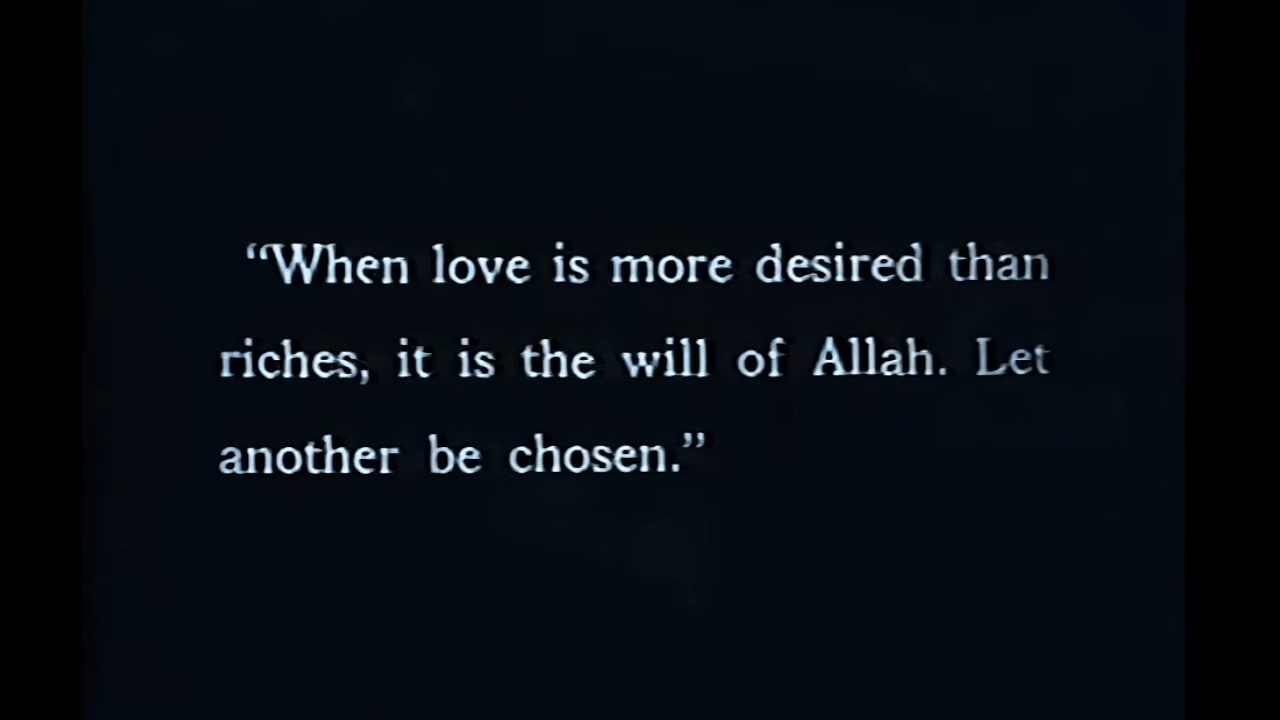 “When love is more desired than
riches, it is the will of Allah. Let
another be chosen.”